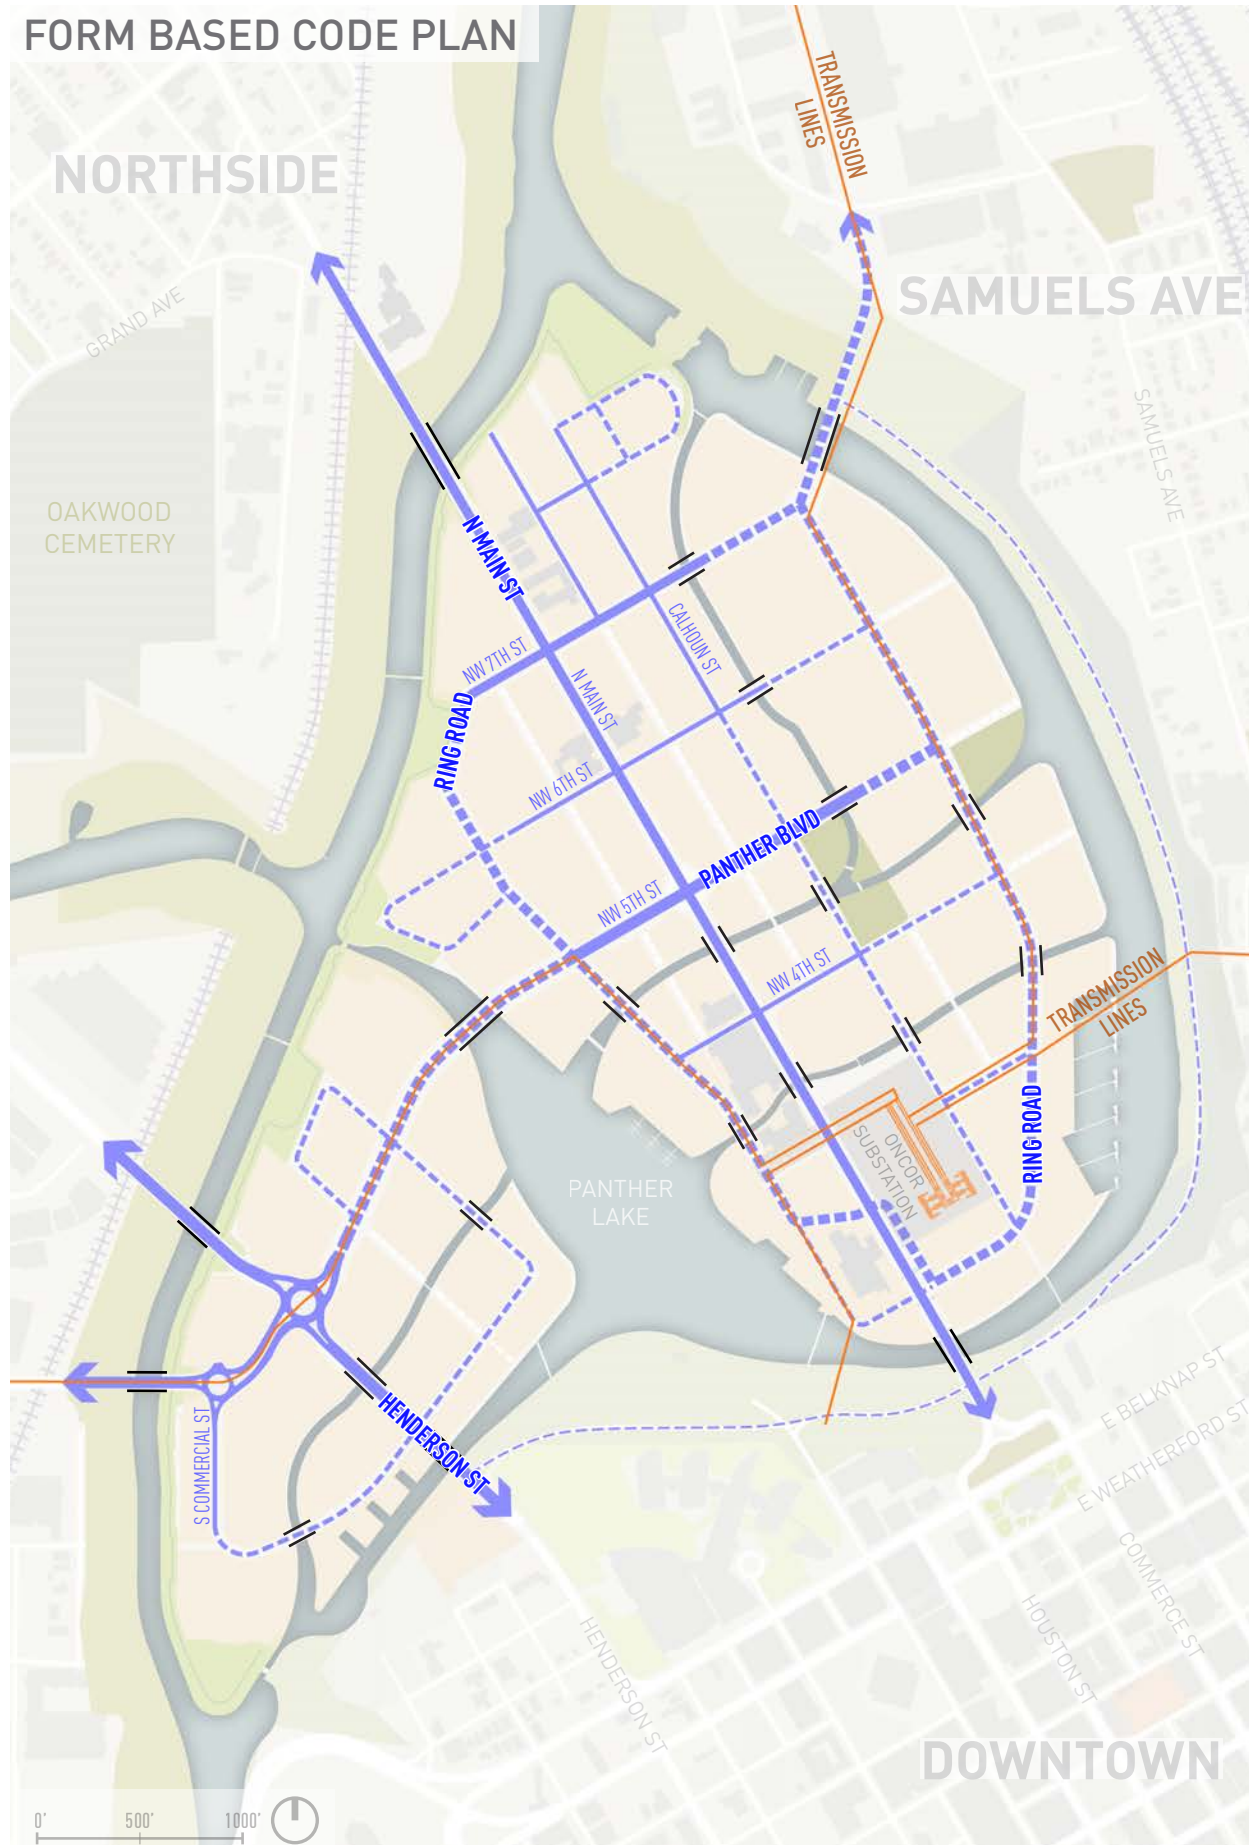 FORM BASED CODE PLAN
TRANSMISSION
LINES
NORTHSIDE
SAMUELS AVE
GRAND AVE
SAMUELS AVE
OAKWOOD
CEMETERY
N MAIN ST
CALHOUN ST
NW 7TH ST
N MAIN ST
RING ROAD
NW 6TH ST
PANTHER BLVD
NW 5TH ST
NW 4TH ST
TRANSMISSION
LINES
RING ROAD
ONCOR
SUBSTATION
PANTHER
LAKE
HENDERSON ST
S COMMERCIAL ST
E BELKNAP ST
E WEATHERFORD ST
COMMERCE ST
HOUSTON ST
HENDERSON ST
DOWNTOWN
0' 500' 1000'